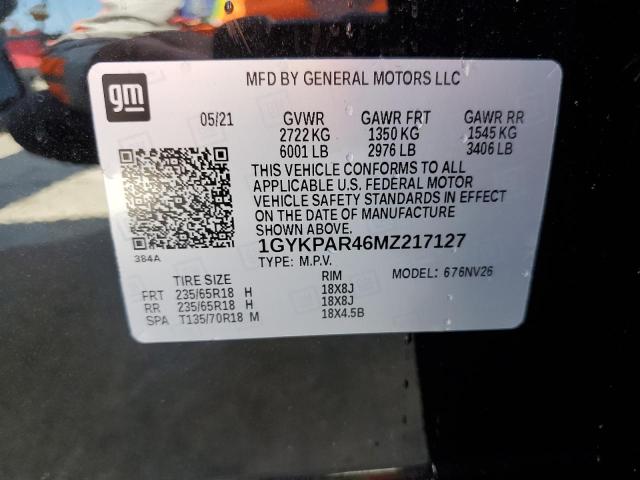 gm
MFD BY GENERAL MOTORS LLC
05/21 GVWR GAWR FRT GAWR RR
2722 KG 1350 KG 1545 KG
6001 LB 2976 LB 3406 LB
THIS VEHICLE CONFORMS TO ALL
APPLICABLE U.S. FEDERAL MOTOR
VEHICLE SAFETY STANDARDS IN EFFECT
ON THE DATE OF MANUFACTURE
SHOWN ABOVE.
1GYKPAR46MZ217127
384A
TYPE: M.P.V. MODEL: 676NV26
TIRE SIZE RIM
FRT 235/65R18 H 18X8J
RR 235/65R18 H 18X8J
SPA T135/70R18 M 18X4.5B